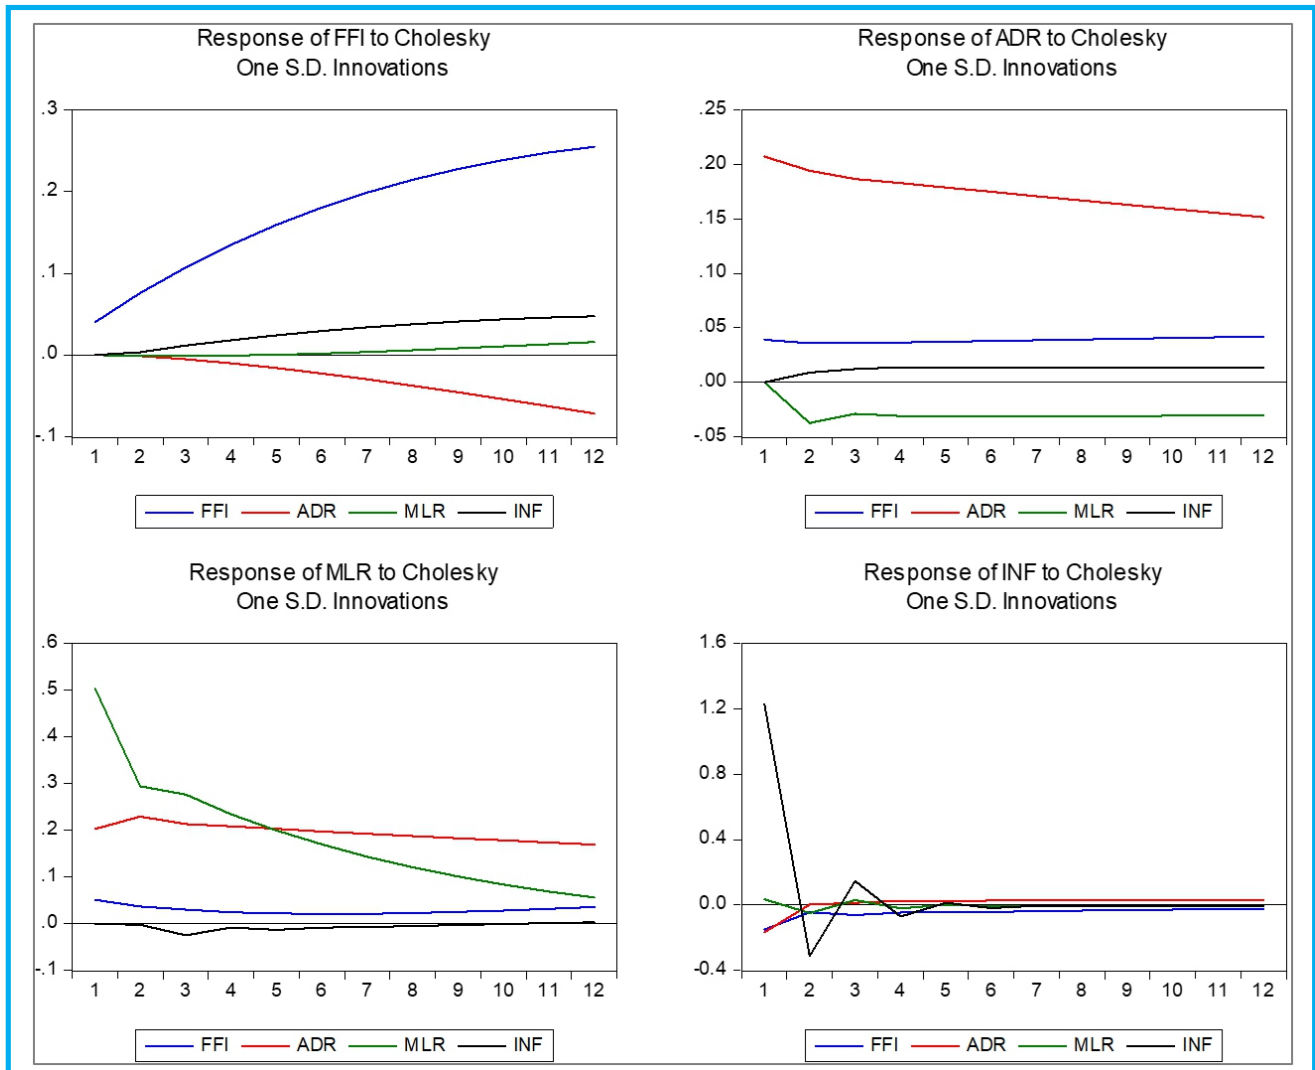 Response of FFI to Cholesky
One S.D. Innovations
.3
.2
.1
.0
-.1
1 2 3 4 5 6 7 8 9 10 11 12
FFI ADR MLR INF
Response of ADR to Cholesky
One S.D. Innovations
.25
.20
.15
.05
.00
-.05
1 2 3 4 5 6 7 8 9 10 11 12
FFI ADR MLR INF
Response of MLR to Cholesky
One S.D. Innovations
.6
.5
.4
.3
.2
.1
.0
-.1
1 2 3 4 5 6 7 8 9 10 11 12
FFI ADR MLR INF
Response of INF to Cholesky
One S.D. Innovations
1.6
1.2
0.8
0.4
0.0
-0.4
1 2 3 4 5 6 7 8 9 10 11 12
FFI ADR MLR INF